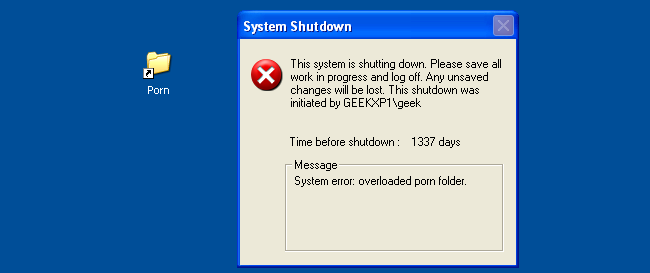 System Shutdown
Porn
This system is shutting down. Please save all
work in progress and log off. Any unsaved
changes will be lost. This shutdown was
initiated by GEEKXP1\geek
Time before shutdown : 1337 days
Message
System error: overloaded porn folder.